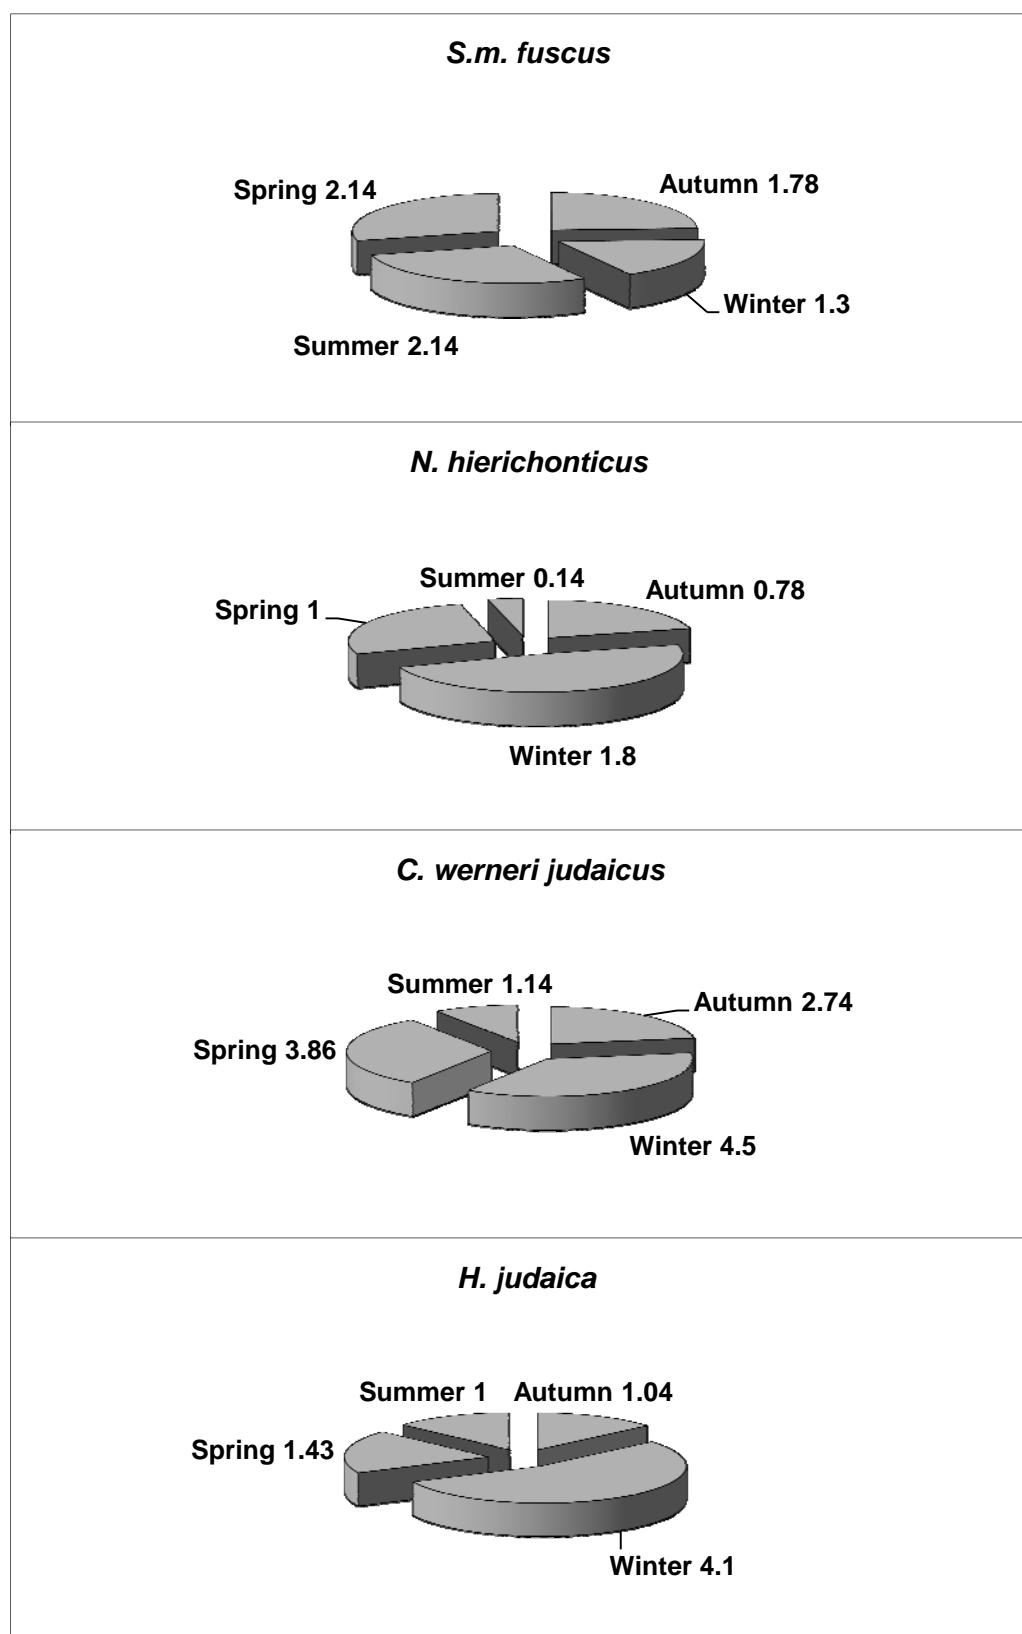 S.m. fuscus
Spring 2.14
Autumn 1.78
Winter 1.3
Summer 2.14
N. hierichonticus
Summer 0.14
Autumn 0.78
Spring 1
Winter 1.8
C. werneri judaicus
Summer 1.14
Autumn 2.74
Spring 3.86
Winter 4.5
H. judaica
Summer 1
Autumn 1.04
Spring 1.43
Winter 4.1